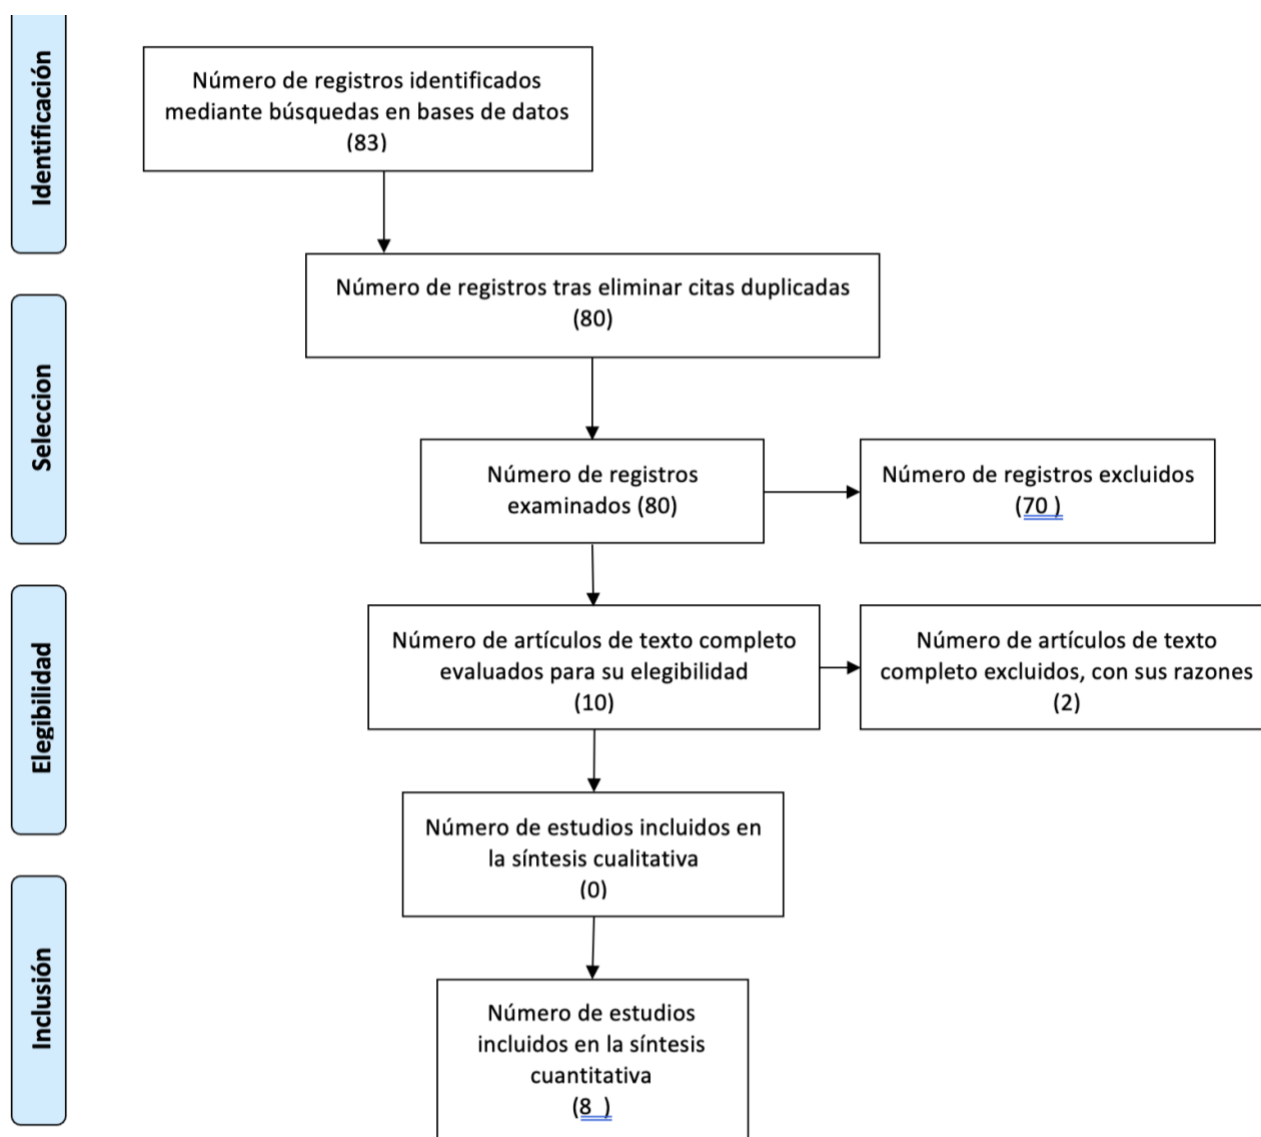 Identificación
Número de registros identificados
mediante búsquedas en bases de datos
(83)
Número de registros tras eliminar citas duplicadas
(80)
Seleccion
Número de registros
examinados (80)
Número de registros excluidos
(70 )
Elegibilidad
Número de artículos de texto completo
evaluados para su elegibilidad
(10)
Número de artículos de texto
completo excluidos, con sus razones
(2)
Número de estudios incluidos en
la síntesis cualitativa
(0)
Inclusión
Número de estudios
incluidos en la síntesis
cuantitativa
(8 )